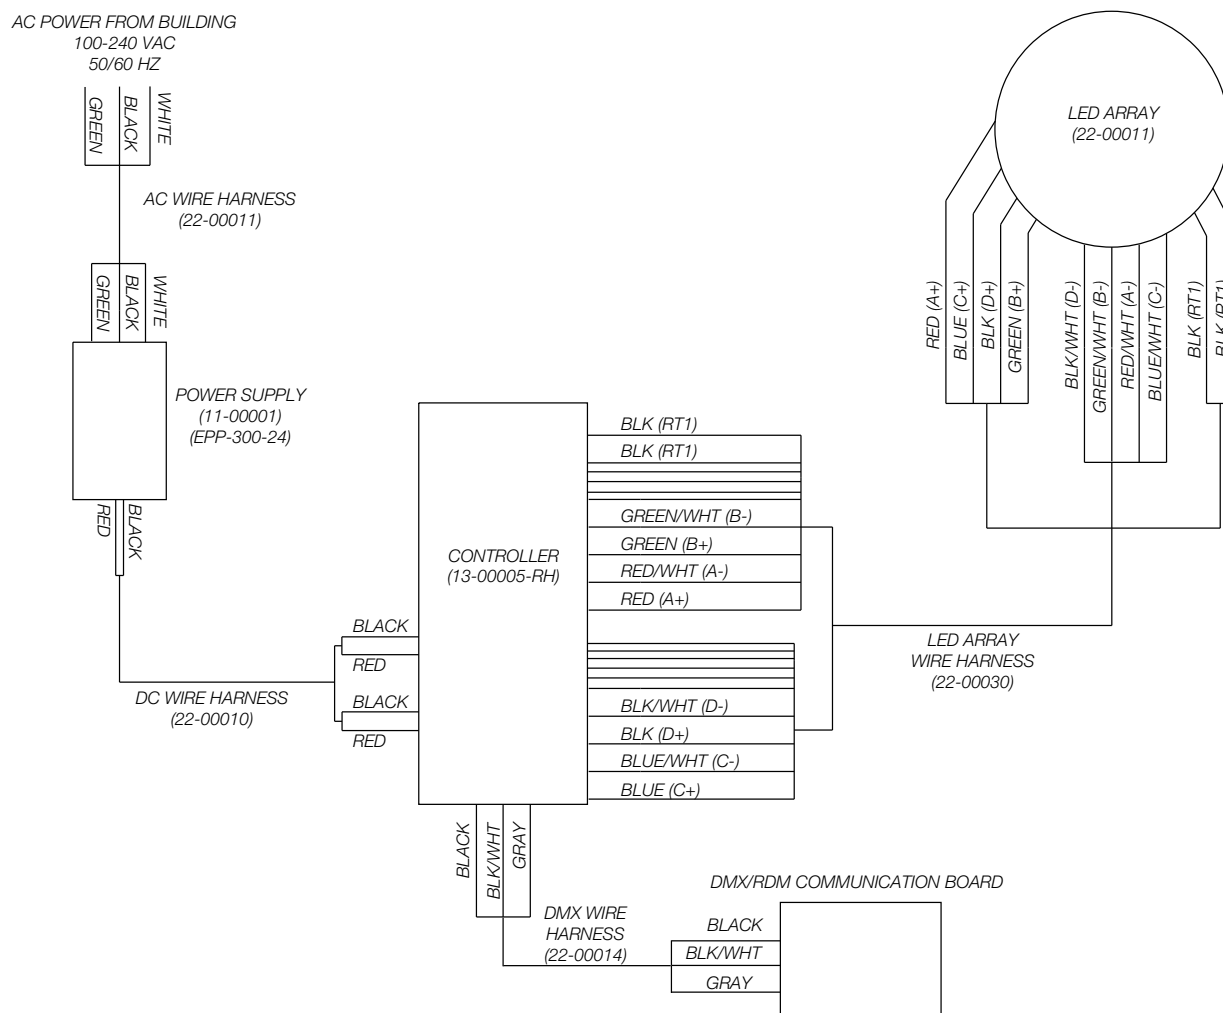 AC POWER FROM BUILDING
100-240 VAC
50/60 HZ
GREEN
BLACK
WHITE
AC WIRE HARNESS
(22-00011)
GREEN
BLACK
WHITE
POWER SUPPLY
(11-00001)
(EPP-300-24)
RED
BLACK
DC WIRE HARNESS
(22-00010)
BLACK
RED
BLACK
RED
CONTROLLER
(13-00005-RH)
BLK (RT1)
BLK (RT1)
GREEN/WHT (B-)
GREEN (B+)
RED/WHT (A-)
RED (A+)
BLK/WHT (D-)
BLK (D+)
BLUE/WHT (C-)
BLUE (C+)
LED ARRAY
(22-00011)
RED (A+)
BLUE (C+)
BLK (D+)
GREEN (B+)
BLK/WHT (D-)
GREEN/WHT (B-)
RED/WHT (A-)
BLUE/WHT (C-)
BLK (RT1)
BLK (RT1)
LED ARRAY
WIRE HARNESS
(22-00030)
BLACK
BLK/WHT
GRAY
DMX WIRE
HARNESS
(22-00014)
DMX/RDM COMMUNICATION BOARD
BLACK
BLK/WHT
GRAY